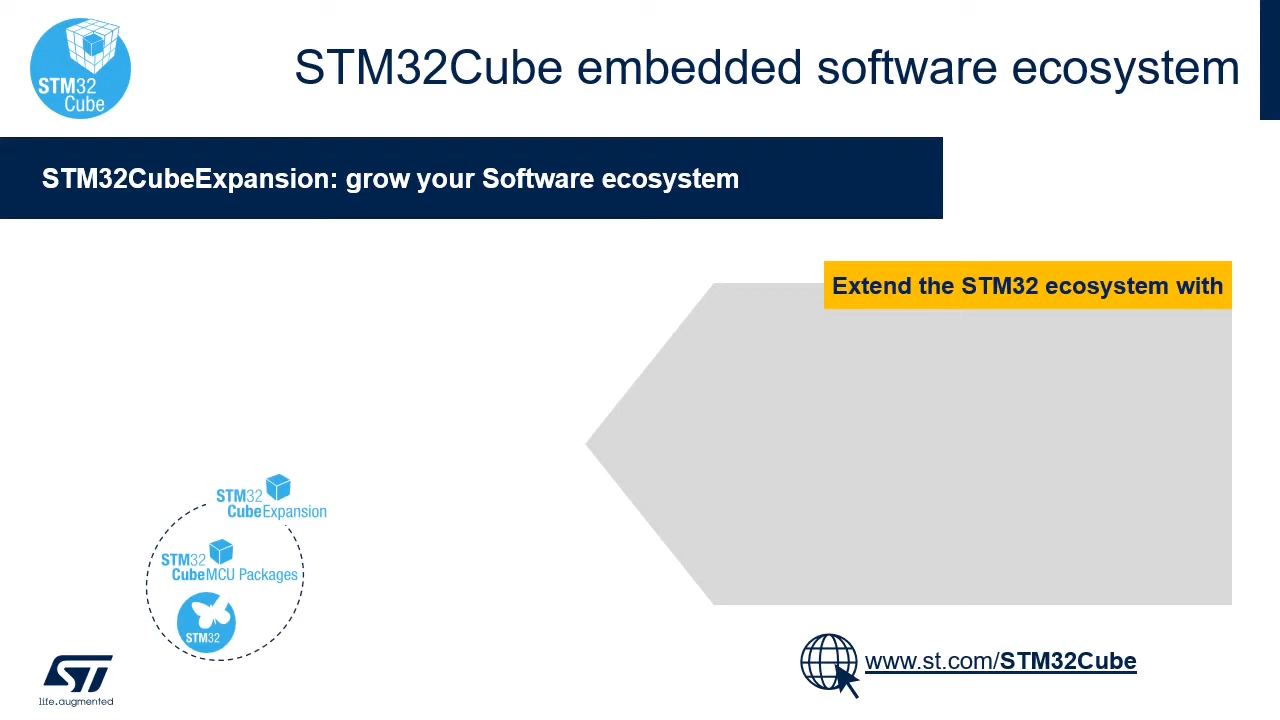 STM32
Cube
STM32Cube embedded software ecosystem
STM32CubeExpansion: grow your Software ecosystem
Extend the STM32 ecosystem with
STM32
CubeExpansion
STM32
CubeMCU Packages
STM32
www.st.com/STM32Cube
ST
life.augmented